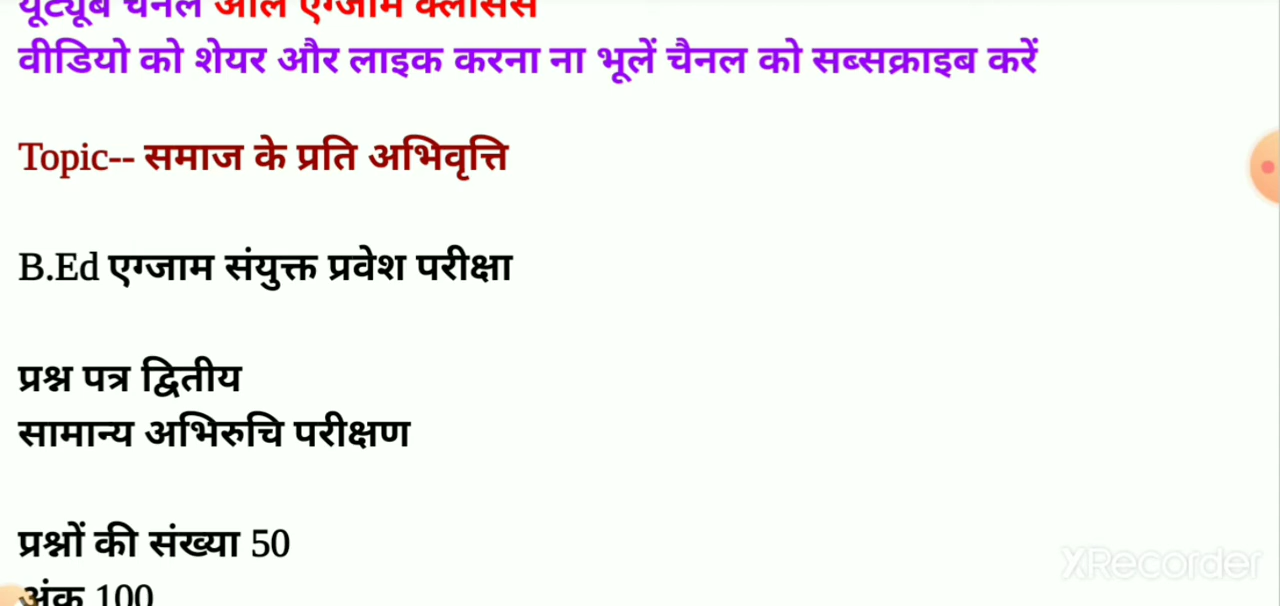 यूट्यूब चैनल ऑल एग्जाम क्लासेस
वीडियो को शेयर और लाइक करना ना भूलें चैनल को सब्सक्राइब करें
Topic-- समाज के प्रति अभिवृत्ति
B.Ed एग्जाम संयुक्त प्रवेश परीक्षा
प्रश्न पत्र द्वितीय
सामान्य अभिरुचि परीक्षण
प्रश्नों की संख्या 50
अंक 100
XRecorder